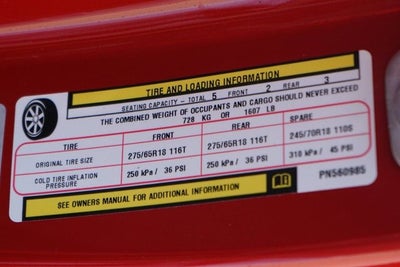 TIRE AND LOADING INFORMATION
SEATING CAPACITY - TOTAL 5 FRONT 2 REAR 3
THE COMBINED WEIGHT OF OCCUPANTS AND CARGO SHOULD NEVER EXCEED
728 KG OR 1607 LB
TIRE FRONT REAR SPARE
ORIGINAL TIRE SIZE 275/65R18 116T 275/65R18 116T 245/70R18 110S
COLD TIRE INFLATION PRESSURE 250 kPa / 36 PSI 250 kPa / 36 PSI 310 kPa / 45 PSI
SEE OWNERS MANUAL FOR ADDITIONAL INFORMATION
PN560985